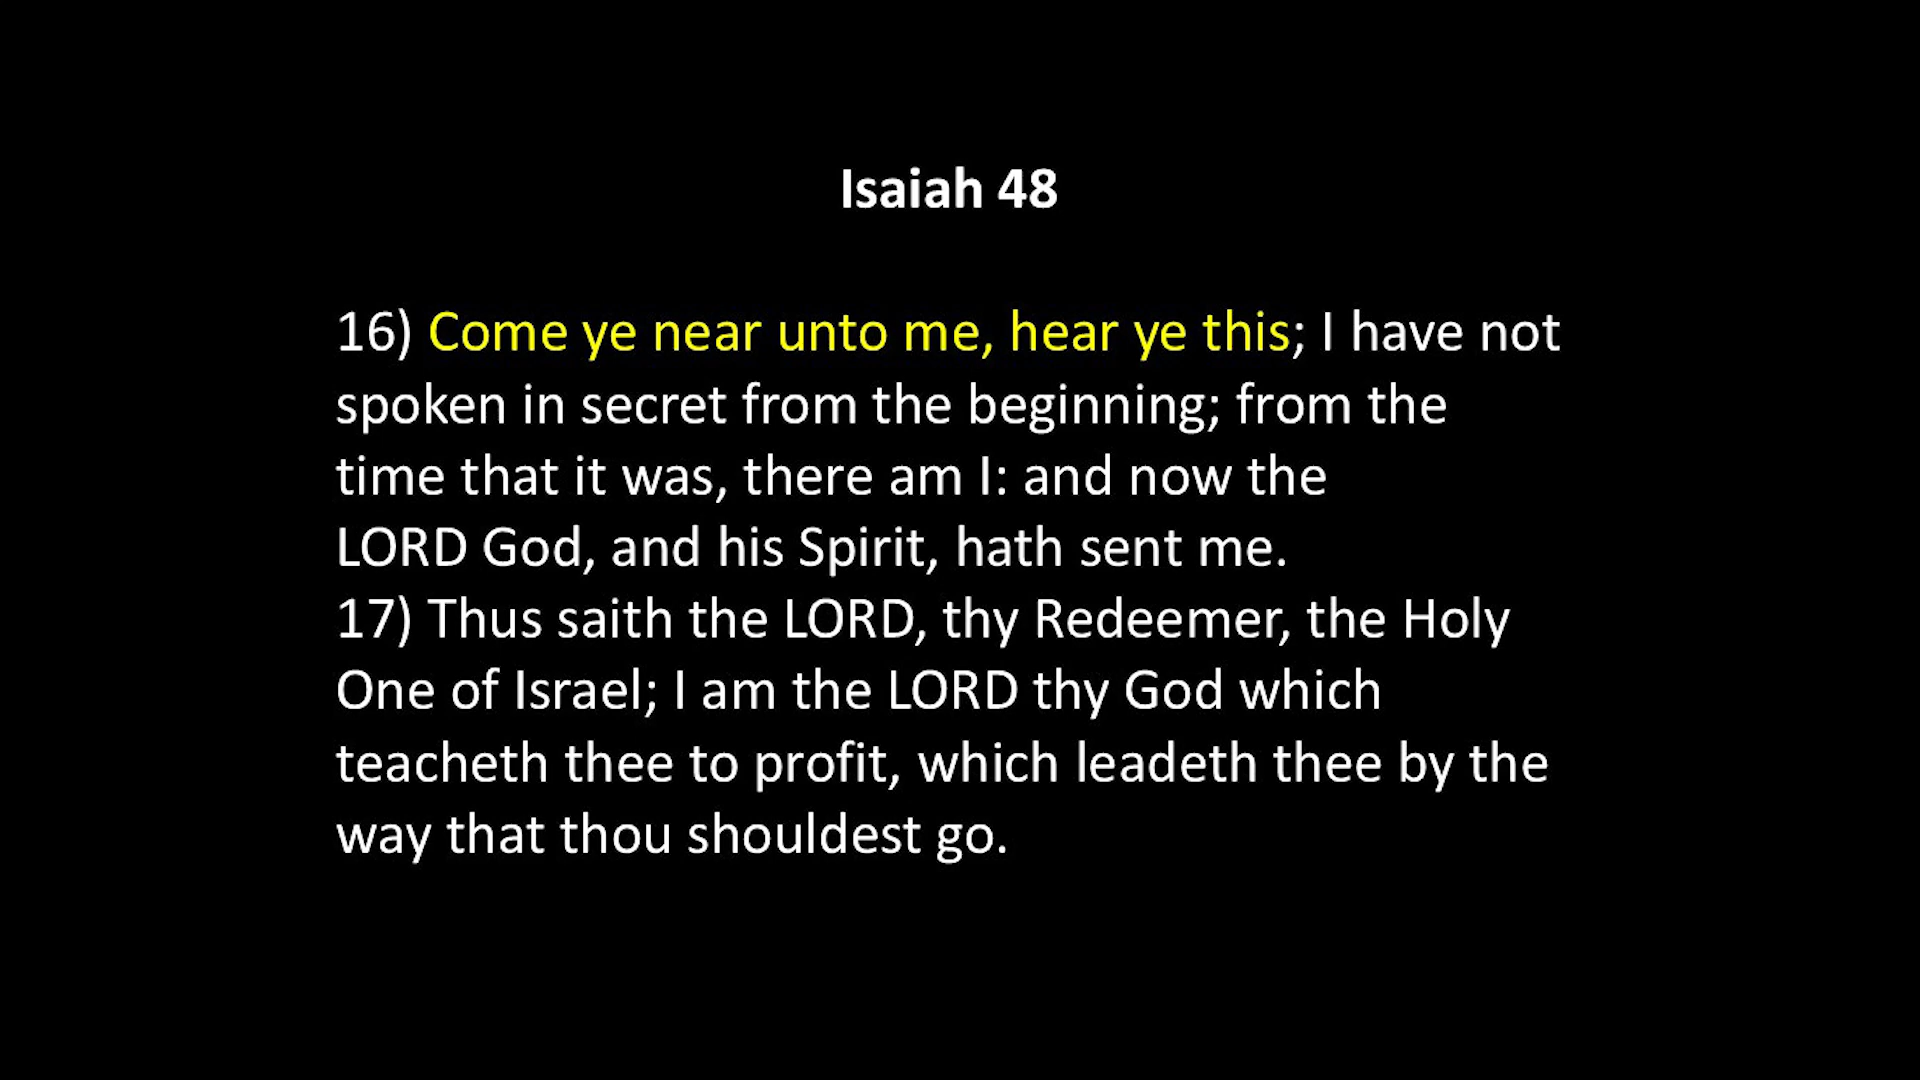 Isaiah 48
16) Come ye near unto me, hear ye this; I have not
spoken in secret from the beginning; from the
time that it was, there am I: and now the
LORD God, and his Spirit, hath sent me.
17) Thus saith the LORD, thy Redeemer, the Holy
One of Israel; I am the LORD thy God which
teacheth thee to profit, which leadeth thee by the
way that thou shouldest go.